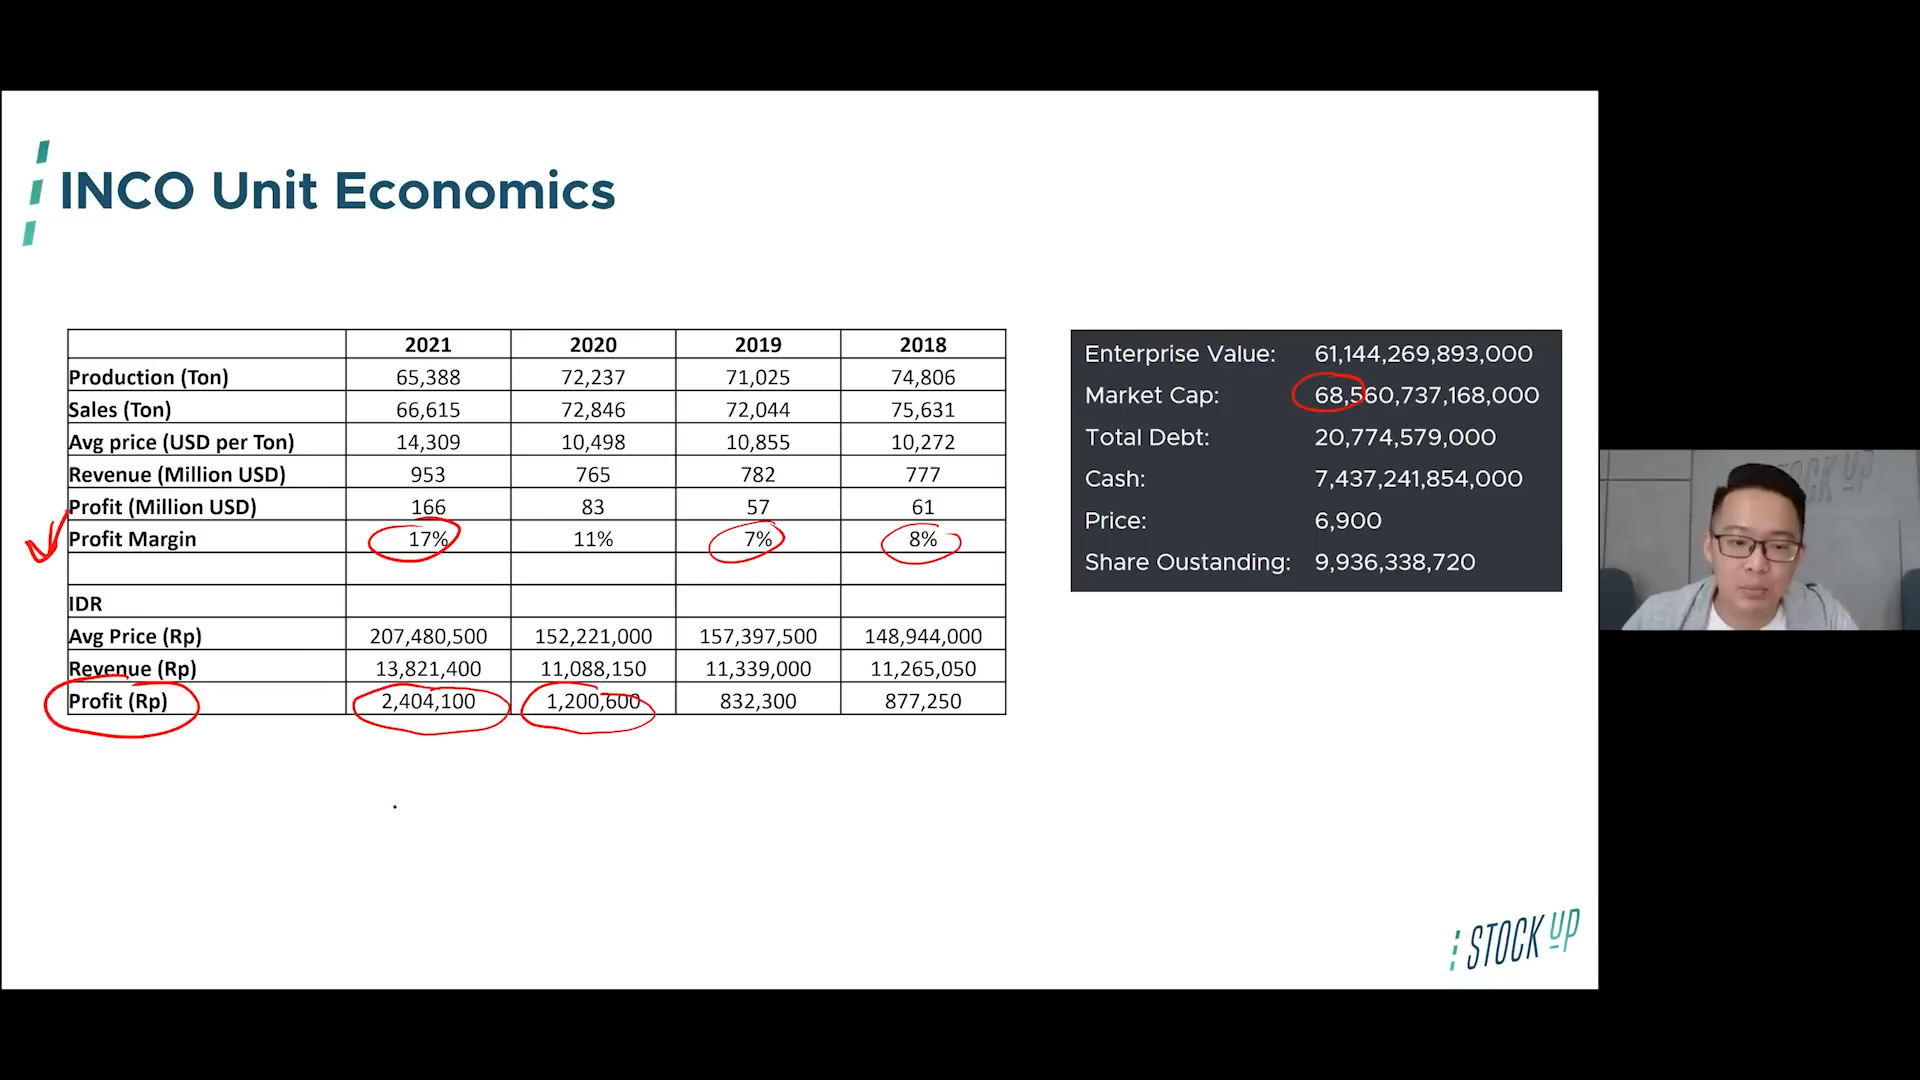 INCO Unit Economics
2021 2020 2019 2018
Production (Ton) 65,388 72,237 71,025 74,806
Sales (Ton) 66,615 72,846 72,044 75,631
Avg price (USD per Ton) 14,309 10,498 10,855 10,272
Revenue (Million USD) 953 765 782 777
Profit (Million USD) 166 83 57 61
Profit Margin 17% 11% 7% 8%
IDR
Avg Price (Rp) 207,480,500 152,221,000 157,397,500 148,944,000
Revenue (Rp) 13,821,400 11,088,150 11,339,000 11,265,050
Profit (Rp) 2,404,100 1,200,600 832,300 877,250
Enterprise Value: 61,144,269,893,000
Market Cap: 68,560,737,168,000
Total Debt: 20,774,579,000
Cash: 7,437,241,854,000
Price: 6,900
Share Oustanding: 9,936,338,720
STOCK UP
STOCK UP